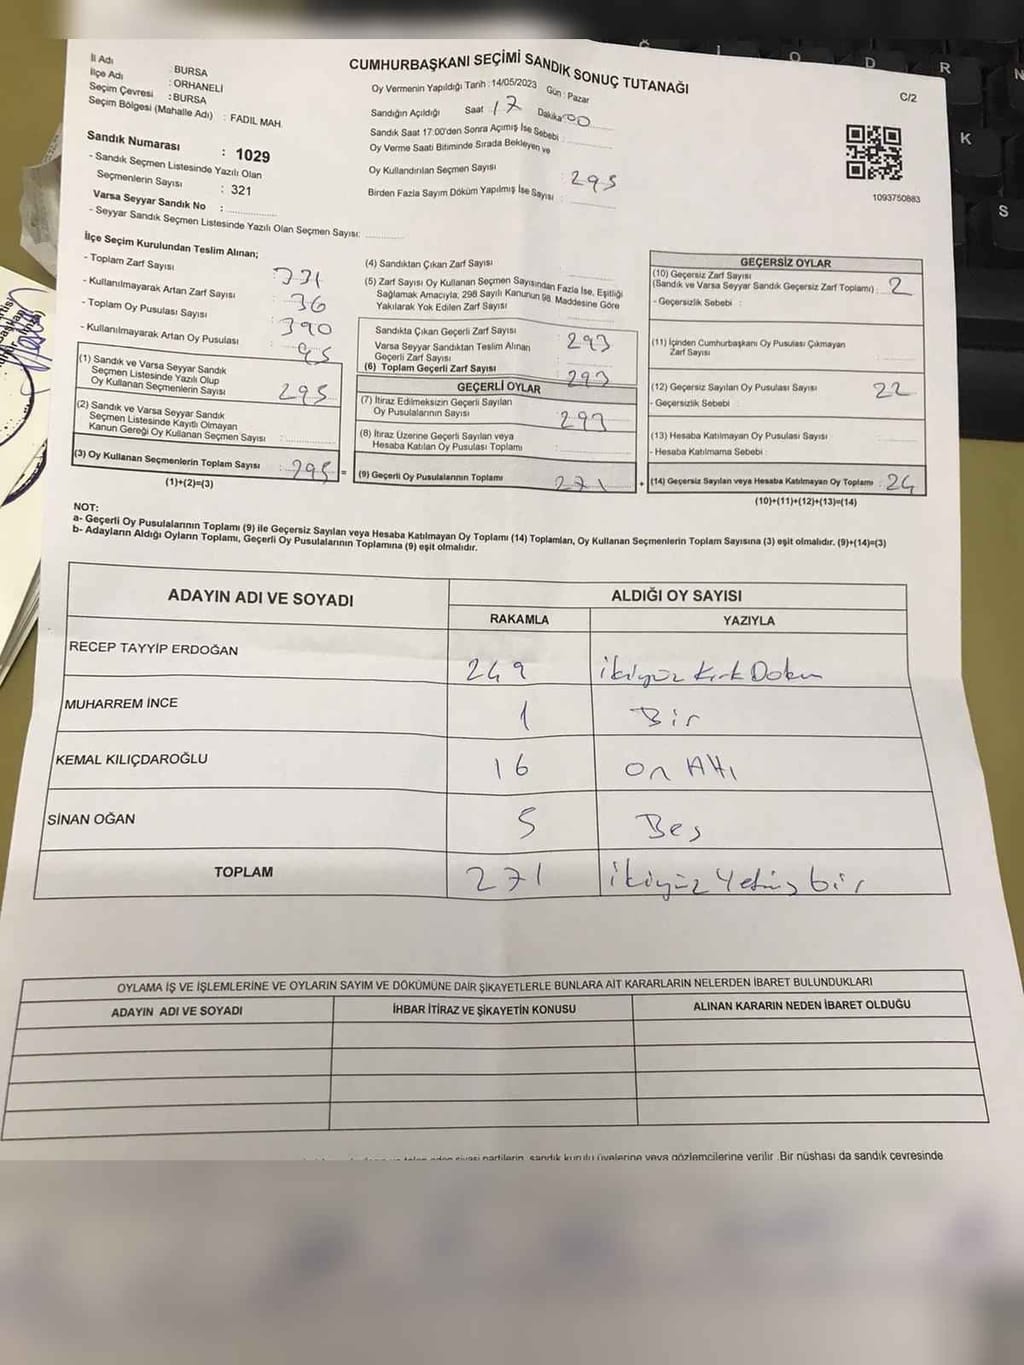 CUMHURBAŞKANI SEÇİMİ SANDIK SONUÇ TUTANAĞI
C/2
İl Adı : BURSA
İlçe Adı : ORHANELİ
Seçim Çevresi : BURSA
Seçim Bölgesi (Mahalle Adı) : FADIL MAH.
Sandık Numarası : 1029
- Sandık Seçmen Listesinde Yazılı Olan
Seçmenlerin Sayısı : 321
Varsa Seyyar Sandık No :
- Seyyar Sandık Seçmen Listesinde Yazılı Olan Seçmen Sayısı:
Oy Vermenin Yapıldığı Tarih : 14/05/2023 Gün : Pazar
Sandığın Açıldığı Saat 17 Dakika 00
Sandık Saat 17:00'den Sonra Açımış İse Sebebi :
Oy Verme Saati Bitiminde Sırada Bekleyen ve
Oy Kullandırılan Seçmen Sayısı : 295
Birden Fazla Sayım Döküm Yapılmış İse Sayısı :
1093750883
İlçe Seçim Kurulundan Teslim Alınan;
- Toplam Zarf Sayısı : 331
- Kullanılmayarak Artan Zarf Sayısı : 36
- Toplam Oy Pusulası Sayısı : 390
- Kullanılmayarak Artan Oy Pusulası : 95
(1) Sandık ve Varsa Seyyar Sandık
Seçmen Listesinde Yazılı Olup
Oy Kullanan Seçmenlerin Sayısı : 295
(2) Sandık ve Varsa Seyyar Sandık
Seçmen Listesinde Kayıtlı Olmayan
Kanun Gereği Oy Kullanan Seçmen Sayısı :
(3) Oy Kullanan Seçmenlerin Toplam Sayısı : 295 =
(1)+(2)=(3)
(4) Sandıktan Çıkan Zarf Sayısı :
(5) Zarf Sayısı Oy Kullanan Seçmen Sayısından Fazla İse, Eşitliği
Sağlamak Amacıyla; 298 Sayılı Kanunun 98. Maddesine Göre
Yakılarak Yok Edilen Zarf Sayısı :
Sandıkta Çıkan Geçerli Zarf Sayısı : 293
Varsa Seyyar Sandıktan Teslim Alınan
Geçerli Zarf Sayısı :
(6) Toplam Geçerli Zarf Sayısı : 293
GEÇERLİ OYLAR
(7) İtiraz Edilmeksizin Geçerli Sayılan
Oy Pusulalarının Sayısı : 293
(8) İtiraz Üzerine Geçerli Sayılan veya
Hesaba Katılan Oy Pusulası Toplamı :
(9) Geçerli Oy Pusulalarının Toplamı : 271 +
GEÇERSİZ OYLAR
(10) Geçersiz Zarf Sayısı
(Sandık ve Varsa Seyyar Sandık Geçersiz Zarf Toplamı) : 2
- Geçersizlik Sebebi :
(11) İçinden Cumhurbaşkanı Oy Pusulası Çıkmayan
Zarf Sayısı :
(12) Geçersiz Sayılan Oy Pusulası Sayısı : 22
- Geçersizlik Sebebi :
(13) Hesaba Katılmayan Oy Pusulası Sayısı :
- Hesaba Katılmama Sebebi :
(14) Geçersiz Sayılan veya Hesaba Katılmayan Oy Toplamı : 24
(10)+(11)+(12)+(13)=(14)
NOT:
a- Geçerli Oy Pusulalarının Toplamı (9) ile Geçersiz Sayılan veya Hesaba Katılmayan Oy Toplamı (14) Toplamları, Oy Kullanan Seçmenlerin Toplam Sayısına (3) eşit olmalıdır. (9)+(14)=(3)
b- Adayların Aldığı Oyların Toplamı, Geçerli Oy Pusulalarının Toplamına (9) eşit olmalıdır.
ADAYIN ADI VE SOYADI ALDIĞI OY SAYISI
RAKAMLA YAZIYLA
RECEP TAYYİP ERDOĞAN 249 ikiyüz kırk Dokuz
MUHARREM İNCE 1 Bir
KEMAL KILIÇDAROĞLU 16 on Altı
SİNAN OĞAN 5 Beş
TOPLAM 271 ikiyüz Yetmiş bir
OYLAMA İŞ VE İŞLEMLERİNE VE OYLARIN SAYIM VE DÖKÜMÜNE DAİR ŞİKAYETLERLE BUNLARA AİT KARARLARIN NELERDEN İBARET BULUNDUKLARI
ADAYIN ADI VE SOYADI İHBAR İTİRAZ VE ŞİKAYETİN KONUSU ALINAN KARARIN NEDEN İBARET OLDUĞU
siyasi partilerin, sandık kurulu üyelerine veya gözlemcilerine verilir .Bir nüshası da sandık çevresinde